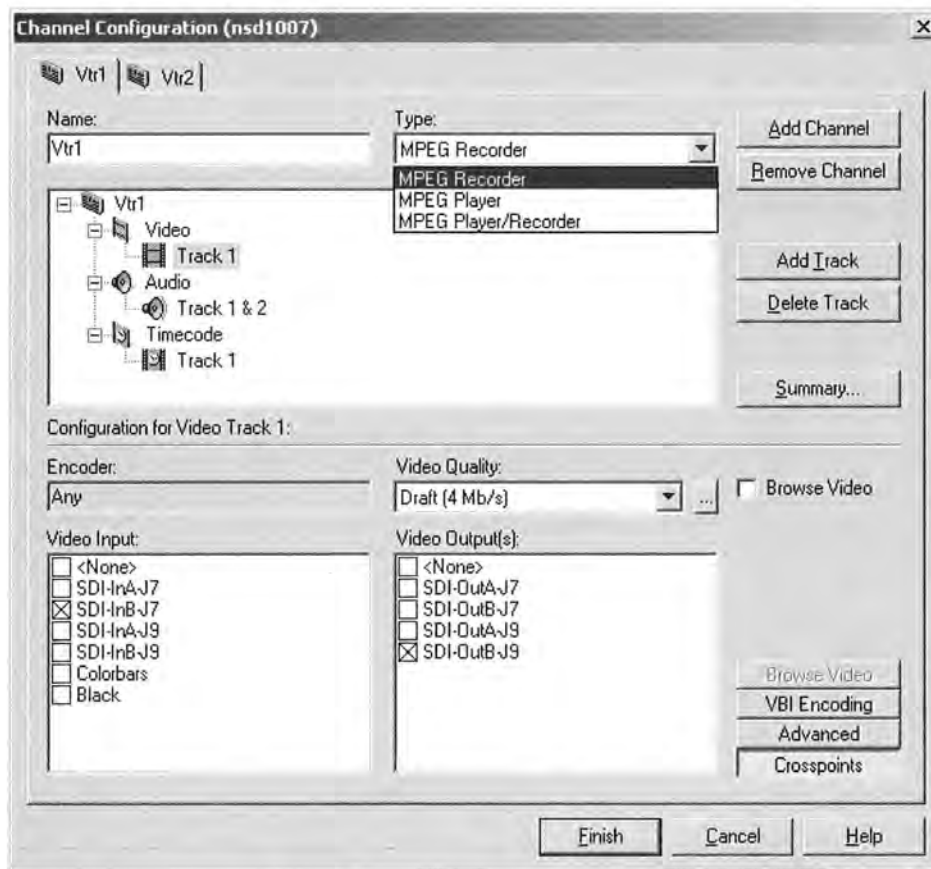 Channel Configuration (nsd1007)
Vtr1 Vtr2
Name:
Vtr1
Type:
MPEG Recorder
MPEG Recorder
MPEG Player
MPEG Player/Recorder
Add Channel
Remove Channel
Vtr1
Video
Track 1
Audio
Track 1 & 2
Timecode
Track 1
Add Track
Delete Track
Summary...
Configuration for Video Track 1:
Encoder:
Any
Video Quality:
Draft (4 Mb/s)
...
Browse Video
Video Input:
<None>
SDI-InA-J7
SDI-InB-J7
SDI-InA-J9
SDI-InB-J9
Colorbars
Black
Video Output(s):
<None>
SDI-OutA-J7
SDI-OutB-J7
SDI-OutA-J9
SDI-OutB-J9
Browse Video
VBI Encoding
Advanced
Crosspoints
Finish
Cancel
Help